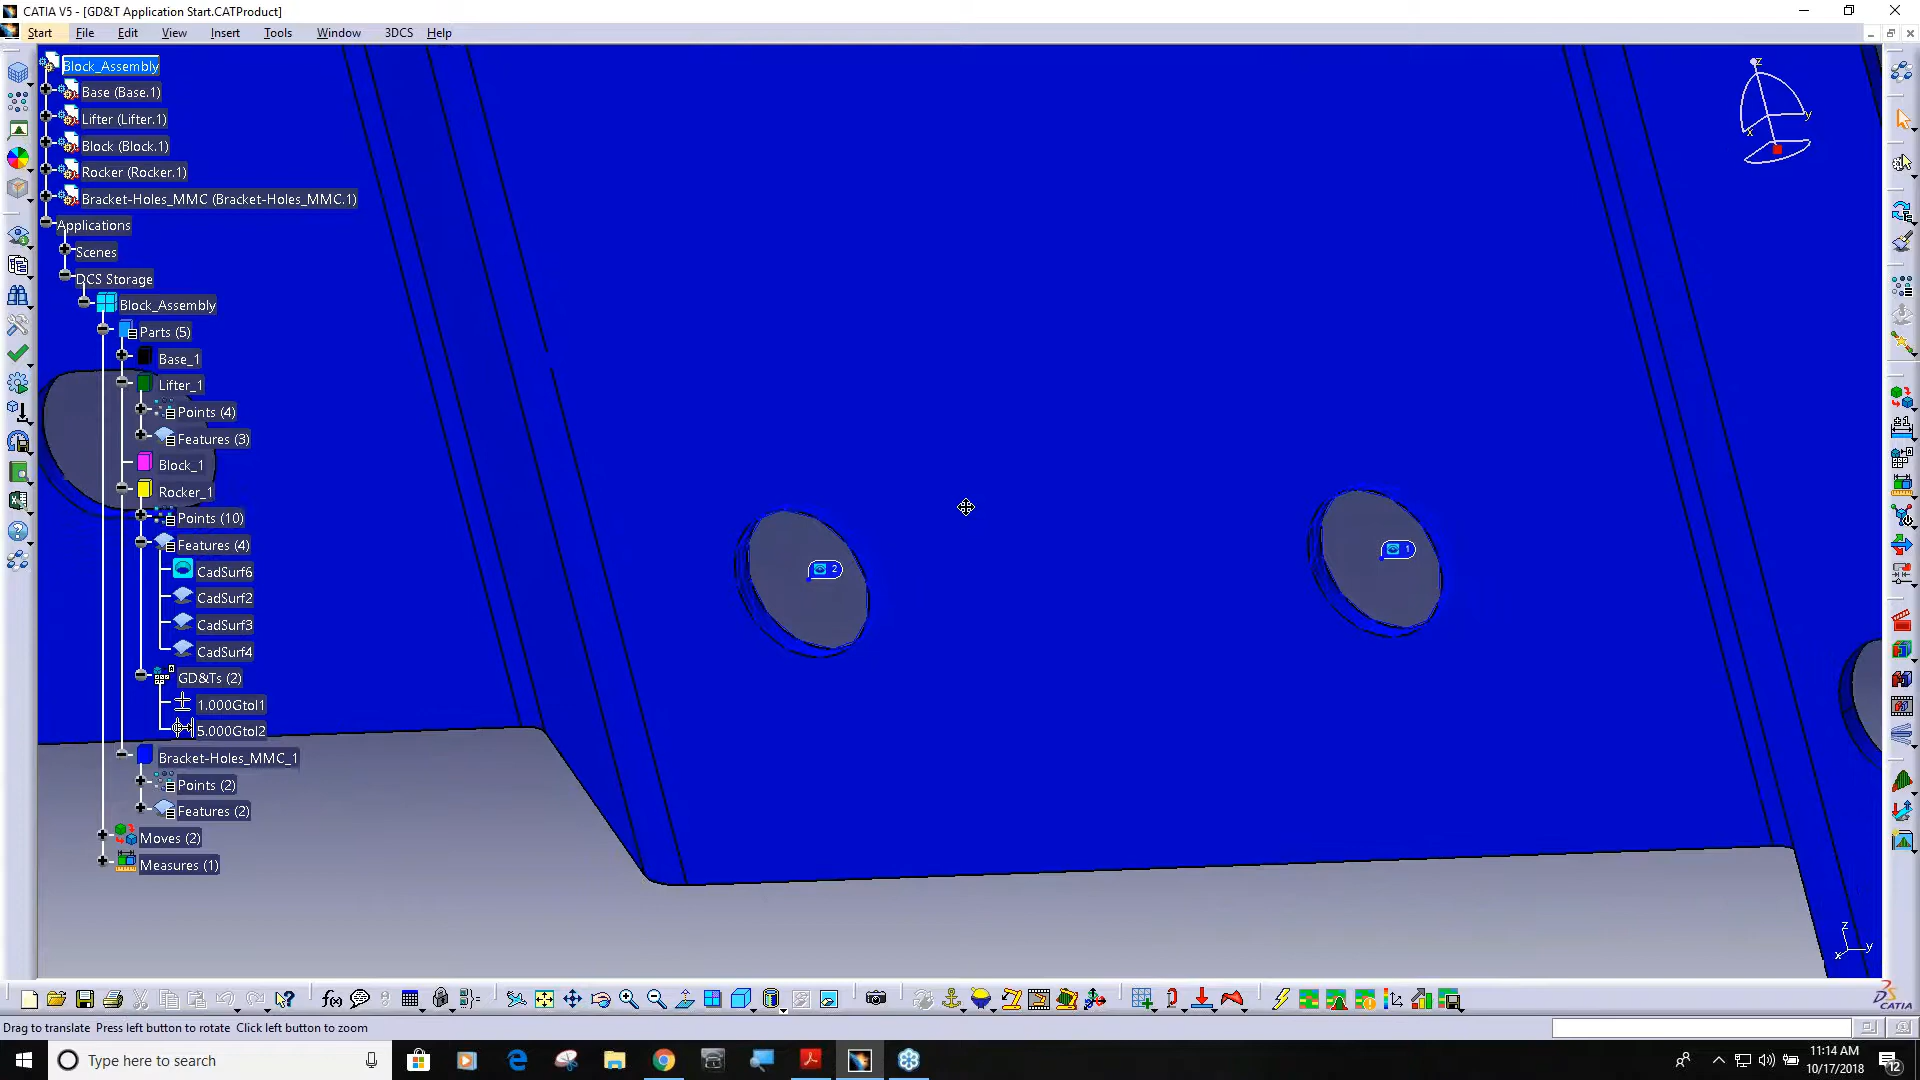 CATIA V5 - [GD&T Application Start.CATProduct]
Start File Edit View Insert Tools Window 3DCS Help
Block_Assembly
Base (Base.1)
Lifter (Lifter.1)
Block (Block.1)
Rocker (Rocker.1)
Bracket-Holes_MMC (Bracket-Holes_MMC.1)
Applications
Scenes
DCS Storage
Block_Assembly
Parts (5)
Base_1
Lifter_1
Points (4)
Features (3)
Block_1
Rocker_1
Points (10)
Features (4)
CadSurf6
CadSurf2
CadSurf3
CadSurf4
GD&Ts (2)
1.000Gtol1
5.000Gtol2
Bracket-Holes_MMC_1
Points (2)
Features (2)
Moves (2)
Measures (1)
2
1
z
y
x
z
y
x
f(x)
CATIA
Drag to translate Press left button to rotate Click left button to zoom
Type here to search
11:14 AM
10/17/2018
12